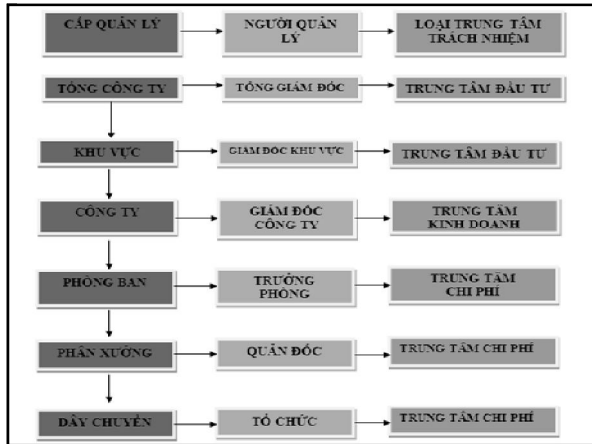 CẤP QUẢN LÝ
NGƯỜI QUẢN
LÝ
LOẠI TRUNG TÂM
TRÁCH NHIỆM
TỔNG CÔNG TY
TỔNG GIÁM ĐỐC
TRUNG TÂM ĐẦU TƯ
KHU VỰC
GIAM ĐỐC KHU VỰC
TRUNG TÂM ĐẦU TƯ
CÔNG TY
GIÁM ĐỐC
CÔNG TY
TRUNG TÂM
KINH DOANH
PHÒNG BAN
TRƯỞNG
PHÒNG
TRUNG TÂM
CHI PHÍ
PHÂN XƯỞNG
QUẢN ĐỐC
TRUNG TÂM CHI PHÍ
DÂY CHUYỀN
TỔ CHỨC
TRUNG TÂM CHI PHÍ